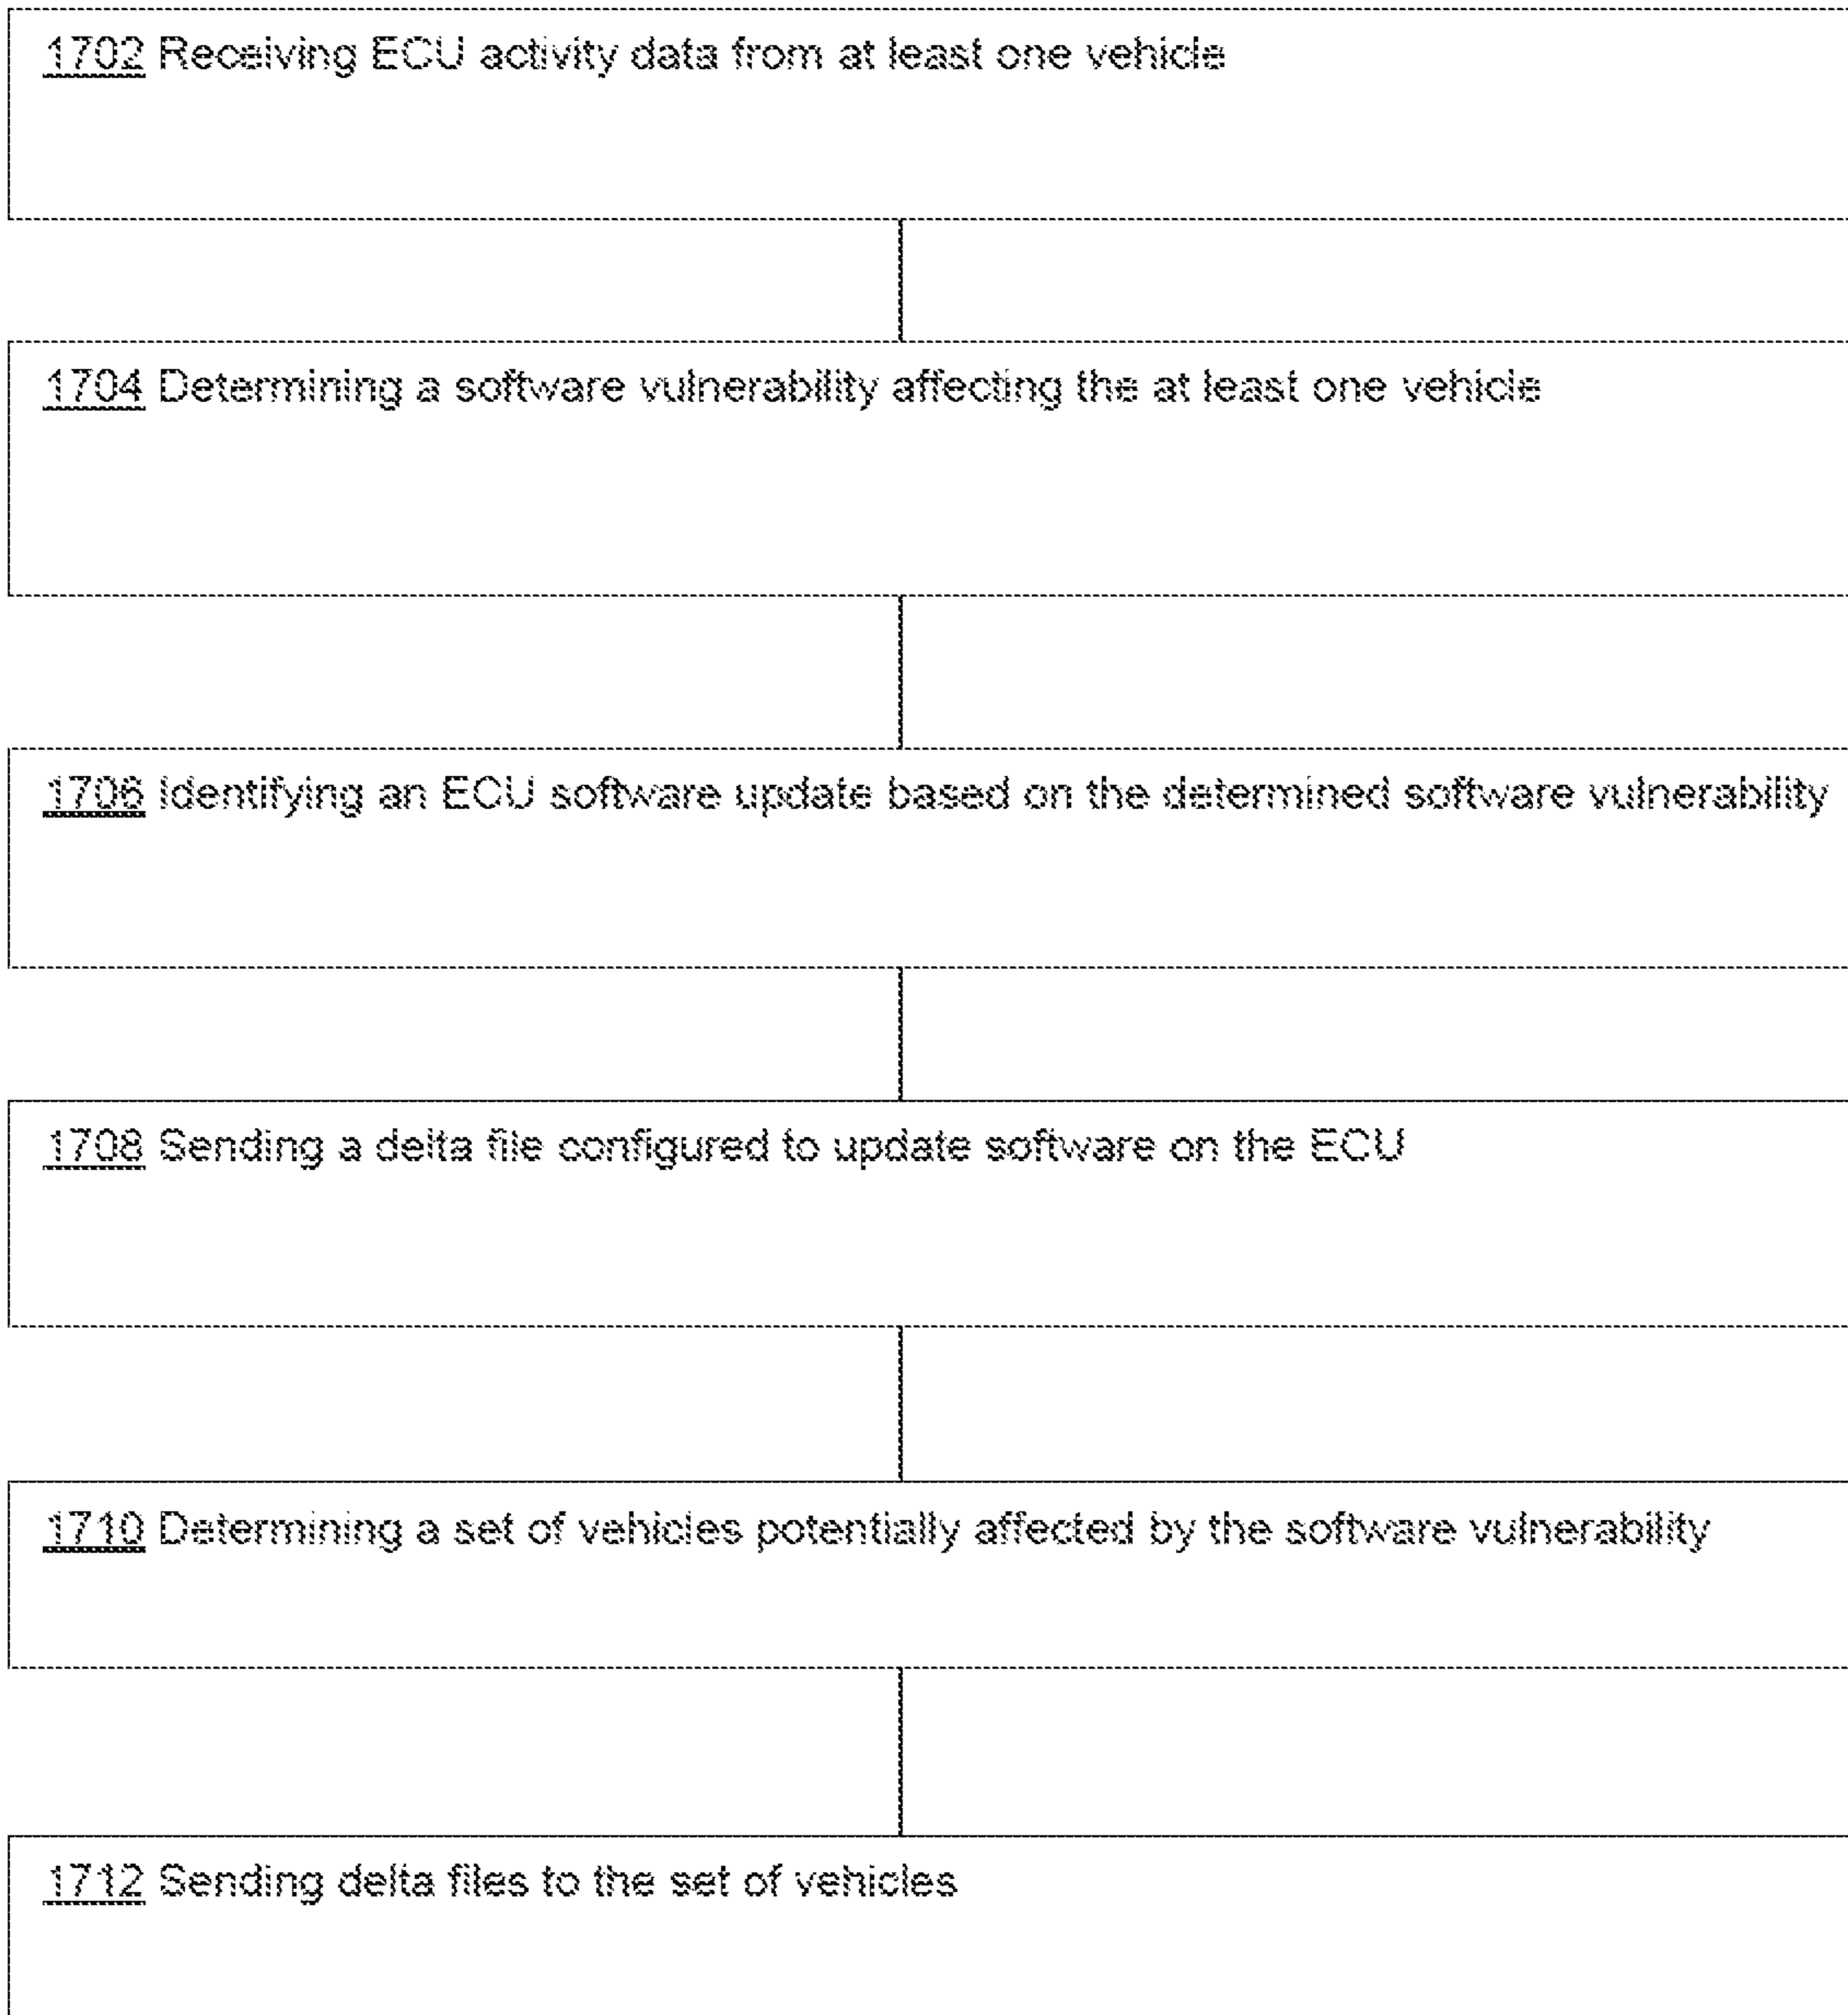 1702 Receiving ECU activity data from at least one vehicle
1704 Determining a software vulnerability affecting the at least one vehicle
1706 Identifying an ECU software update based on the determined software vulnerability
1708 Sending a delta file configured to update software on the ECU
1710 Determining a set of vehicles potentially affected by the software vulnerability
1712 Sending delta files to the set of vehicles